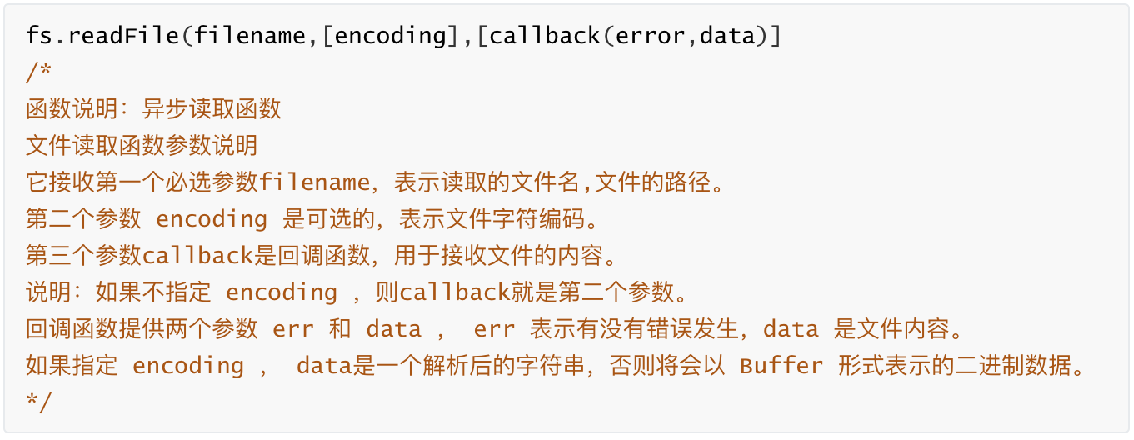 fs.readFile(filename,[encoding],[callback(error,data)]
/*
函数说明：异步读取函数
文件读取函数参数说明
它接收第一个必选参数filename，表示读取的文件名,文件的路径。
第二个参数 encoding 是可选的，表示文件字符编码。
第三个参数callback是回调函数，用于接收文件的内容。
说明：如果不指定 encoding ，则callback就是第二个参数。
回调函数提供两个参数 err 和 data ， err 表示有没有错误发生，data 是文件内容。
如果指定 encoding ， data是一个解析后的字符串，否则将会以 Buffer 形式表示的二进制数据。
*/